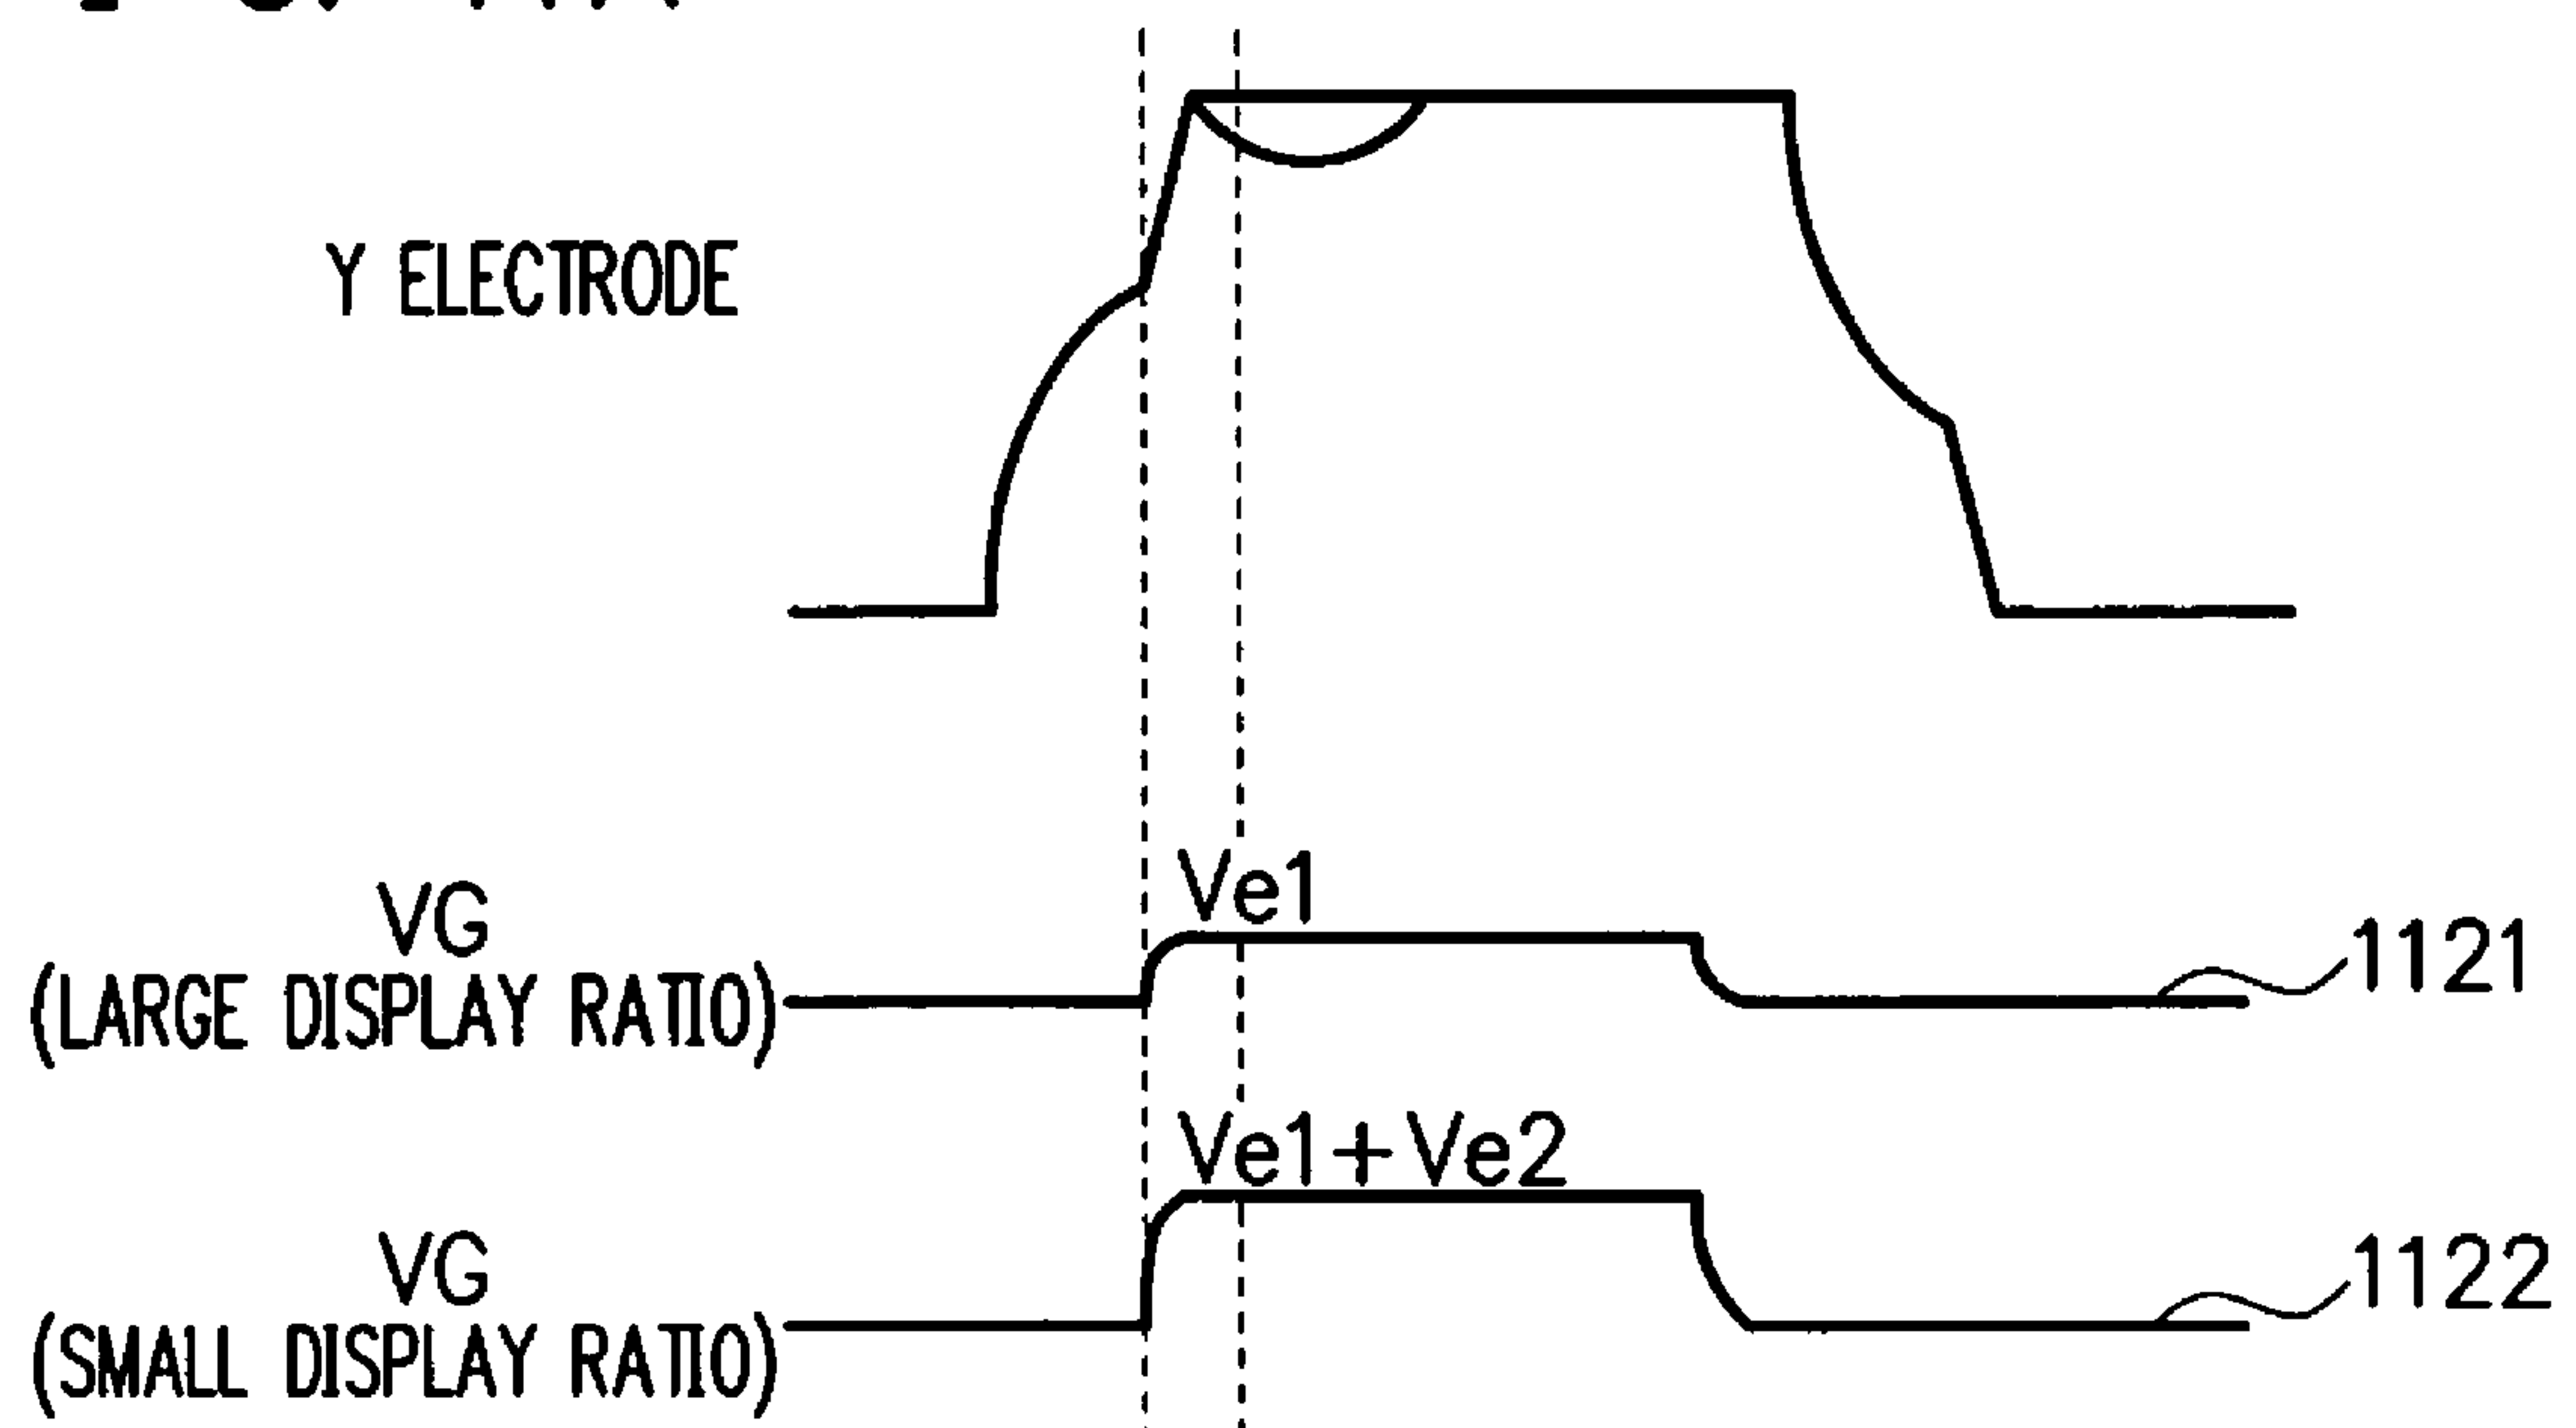 Y ELECTRODE
Ve1
VG
(LARGE DISPLAY RATIO)
1121
Ve1+Ve2
VG
(SMALL DISPLAY RATIO)
1122